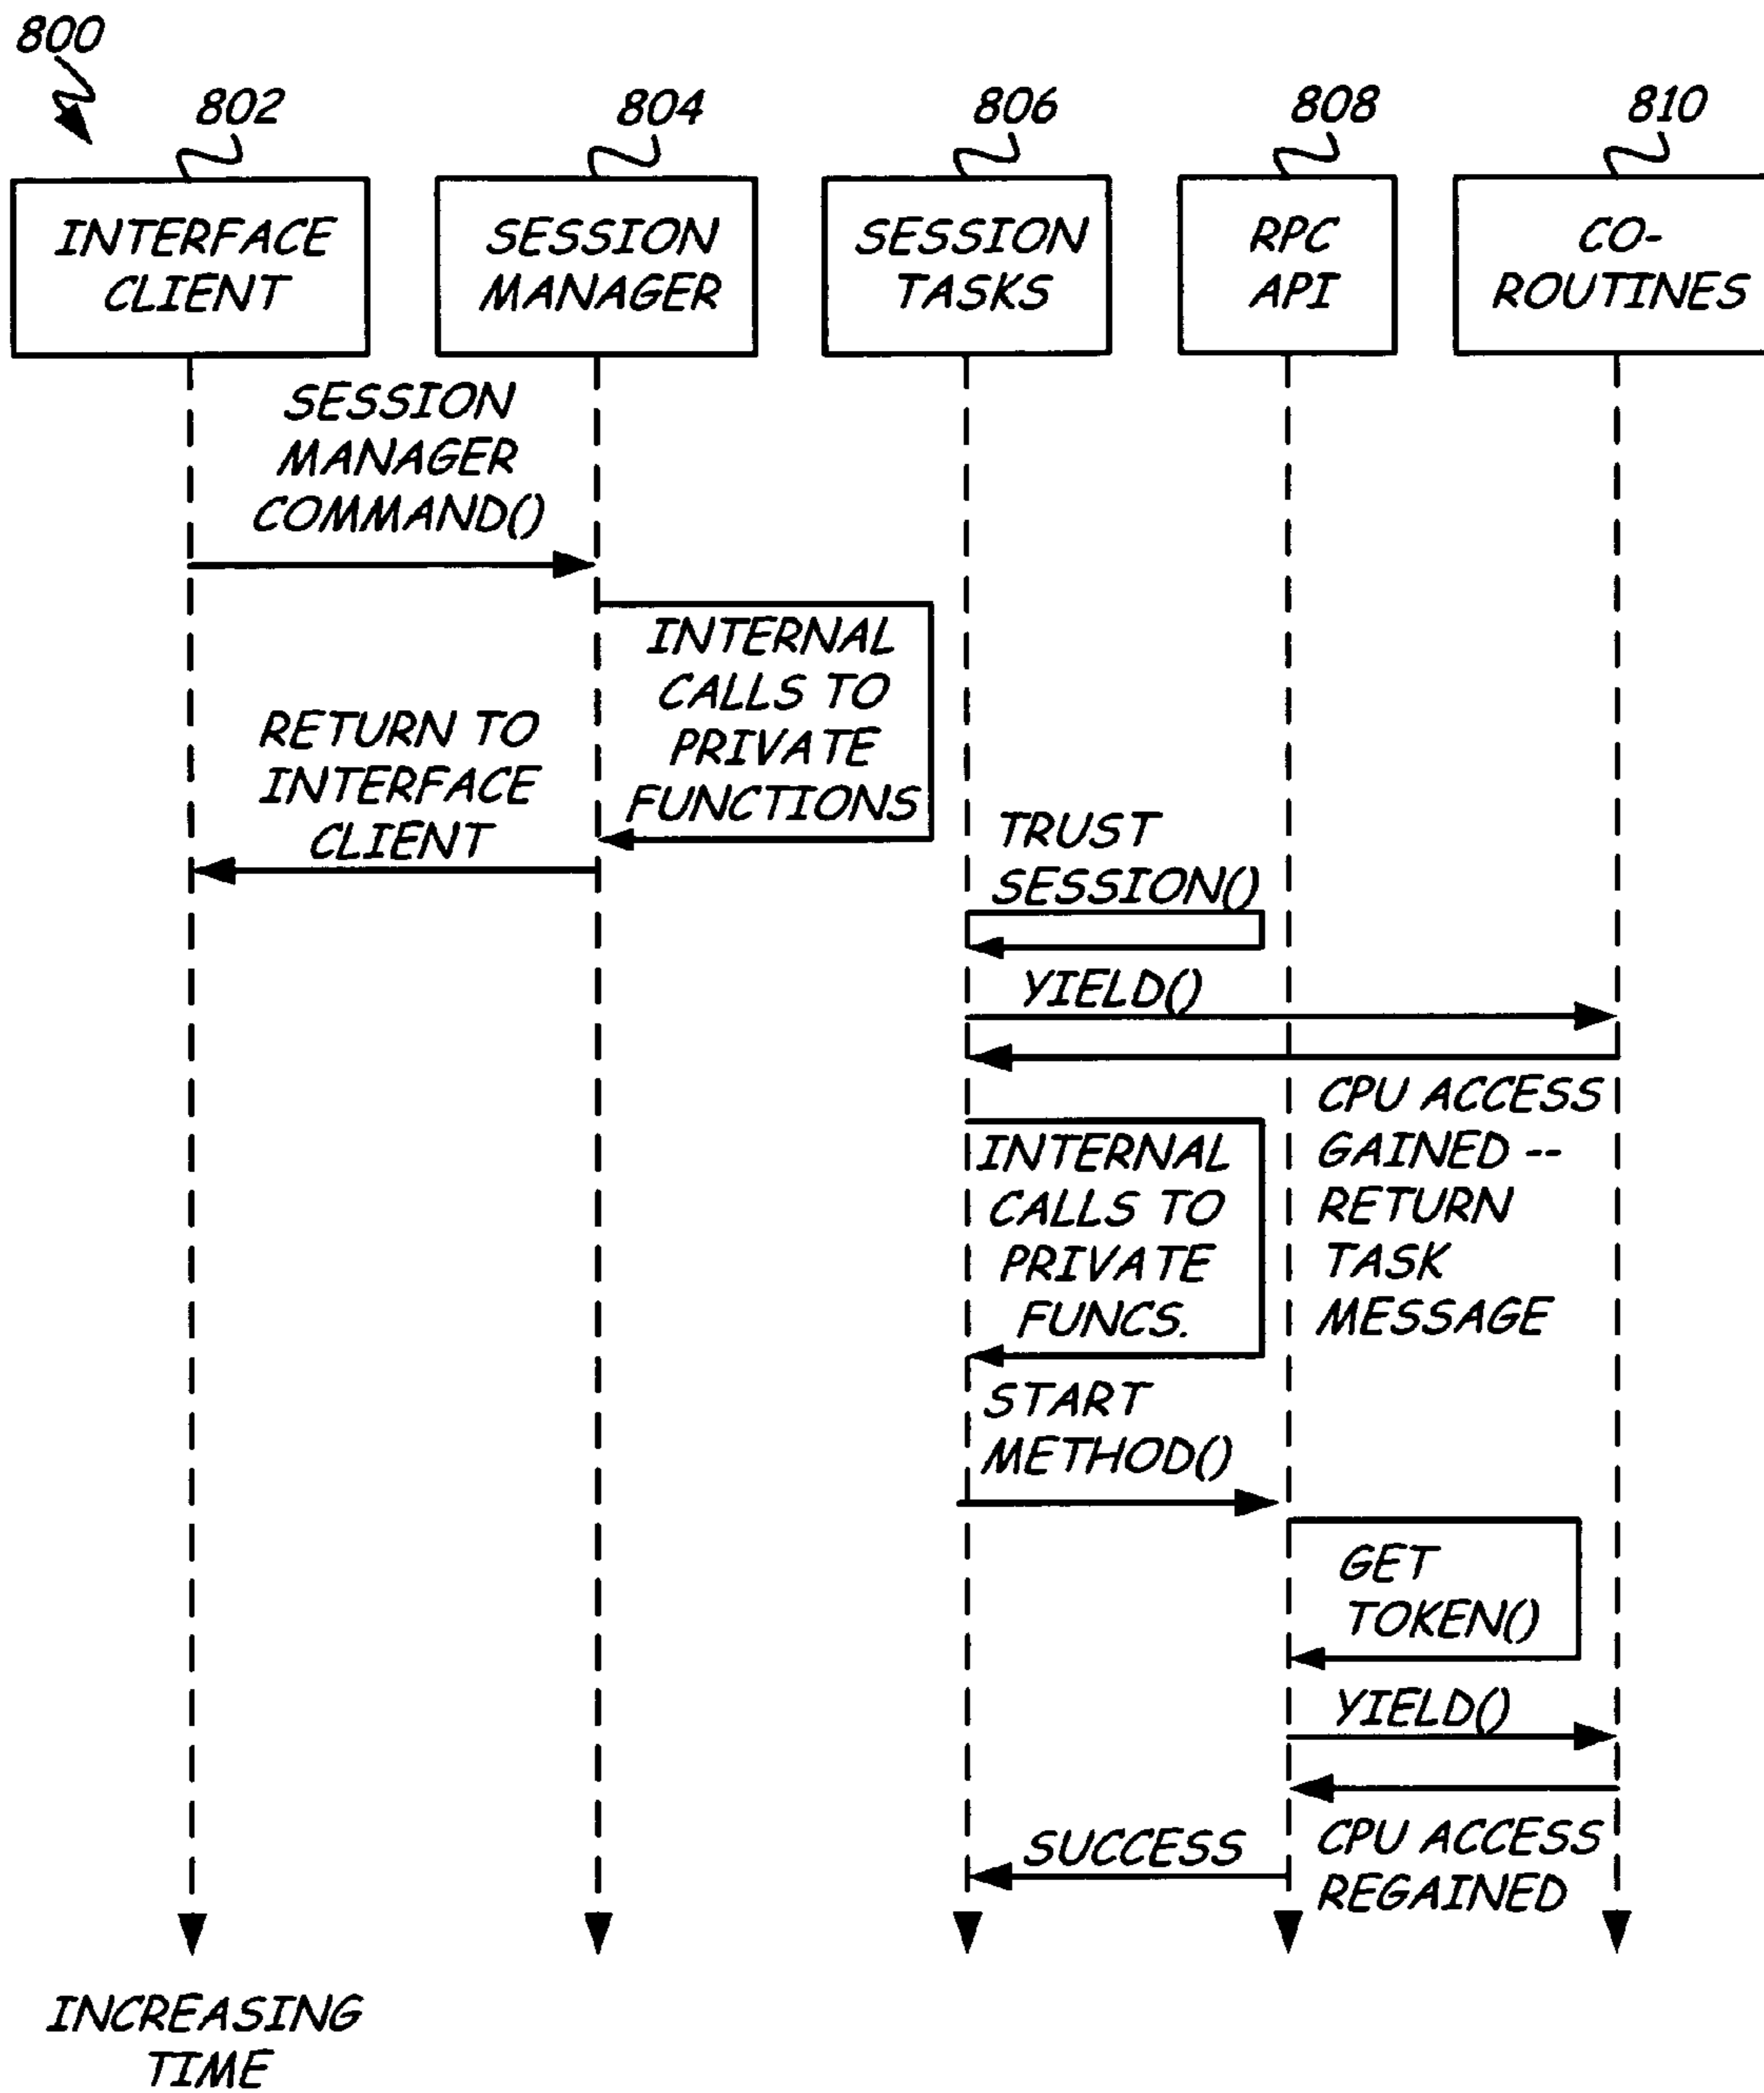 800
802
804
806
808
810
INTERFACE
CLIENT
SESSION
MANAGER
SESSION
TASKS
RPC
API
CO-
ROUTINES
SESSION
MANAGER
COMMAND()
INTERNAL
CALLS TO
PRIVATE
FUNCTIONS
RETURN TO
INTERFACE
CLIENT
TRUST
SESSION()
YIELD()
CPU ACCESS
GAINED --
RETURN
TASK
MESSAGE
INTERNAL
CALLS TO
PRIVATE
FUNCS.
START
METHOD()
GET
TOKEN()
YIELD()
CPU ACCESS
REGAINED
SUCCESS
INCREASING
TIME